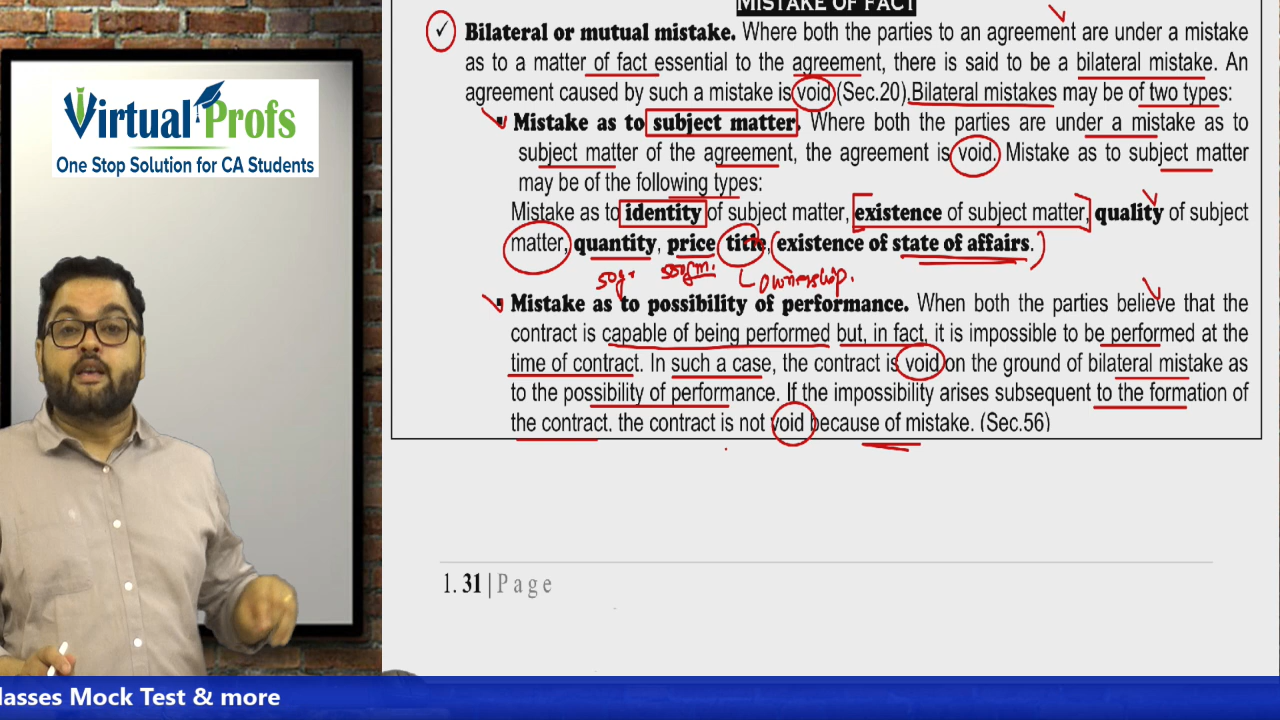 MISTAKE OF FACT
Virtual Profs
One Stop Solution for CA Students
✓ Bilateral or mutual mistake. Where both the parties to an agreement are under a mistake
as to a matter of fact essential to the agreement, there is said to be a bilateral mistake. An
agreement caused by such a mistake is void (Sec.20).Bilateral mistakes may be of two types:
▪ Mistake as to subject matter. Where both the parties are under a mistake as to
subject matter of the agreement, the agreement is void. Mistake as to subject matter
may be of the following types:
Mistake as to identity of subject matter, existence of subject matter, quality of subject
matter, quantity, price title, existence of state of affairs.
ownership.
▪ Mistake as to possibility of performance. When both the parties believe that the
contract is capable of being performed but, in fact, it is impossible to be performed at the
time of contract. In such a case, the contract is void on the ground of bilateral mistake as
to the possibility of performance. If the impossibility arises subsequent to the formation of
the contract. the contract is not void because of mistake. (Sec.56)
1. 31 | P a g e
lasses Mock Test & more